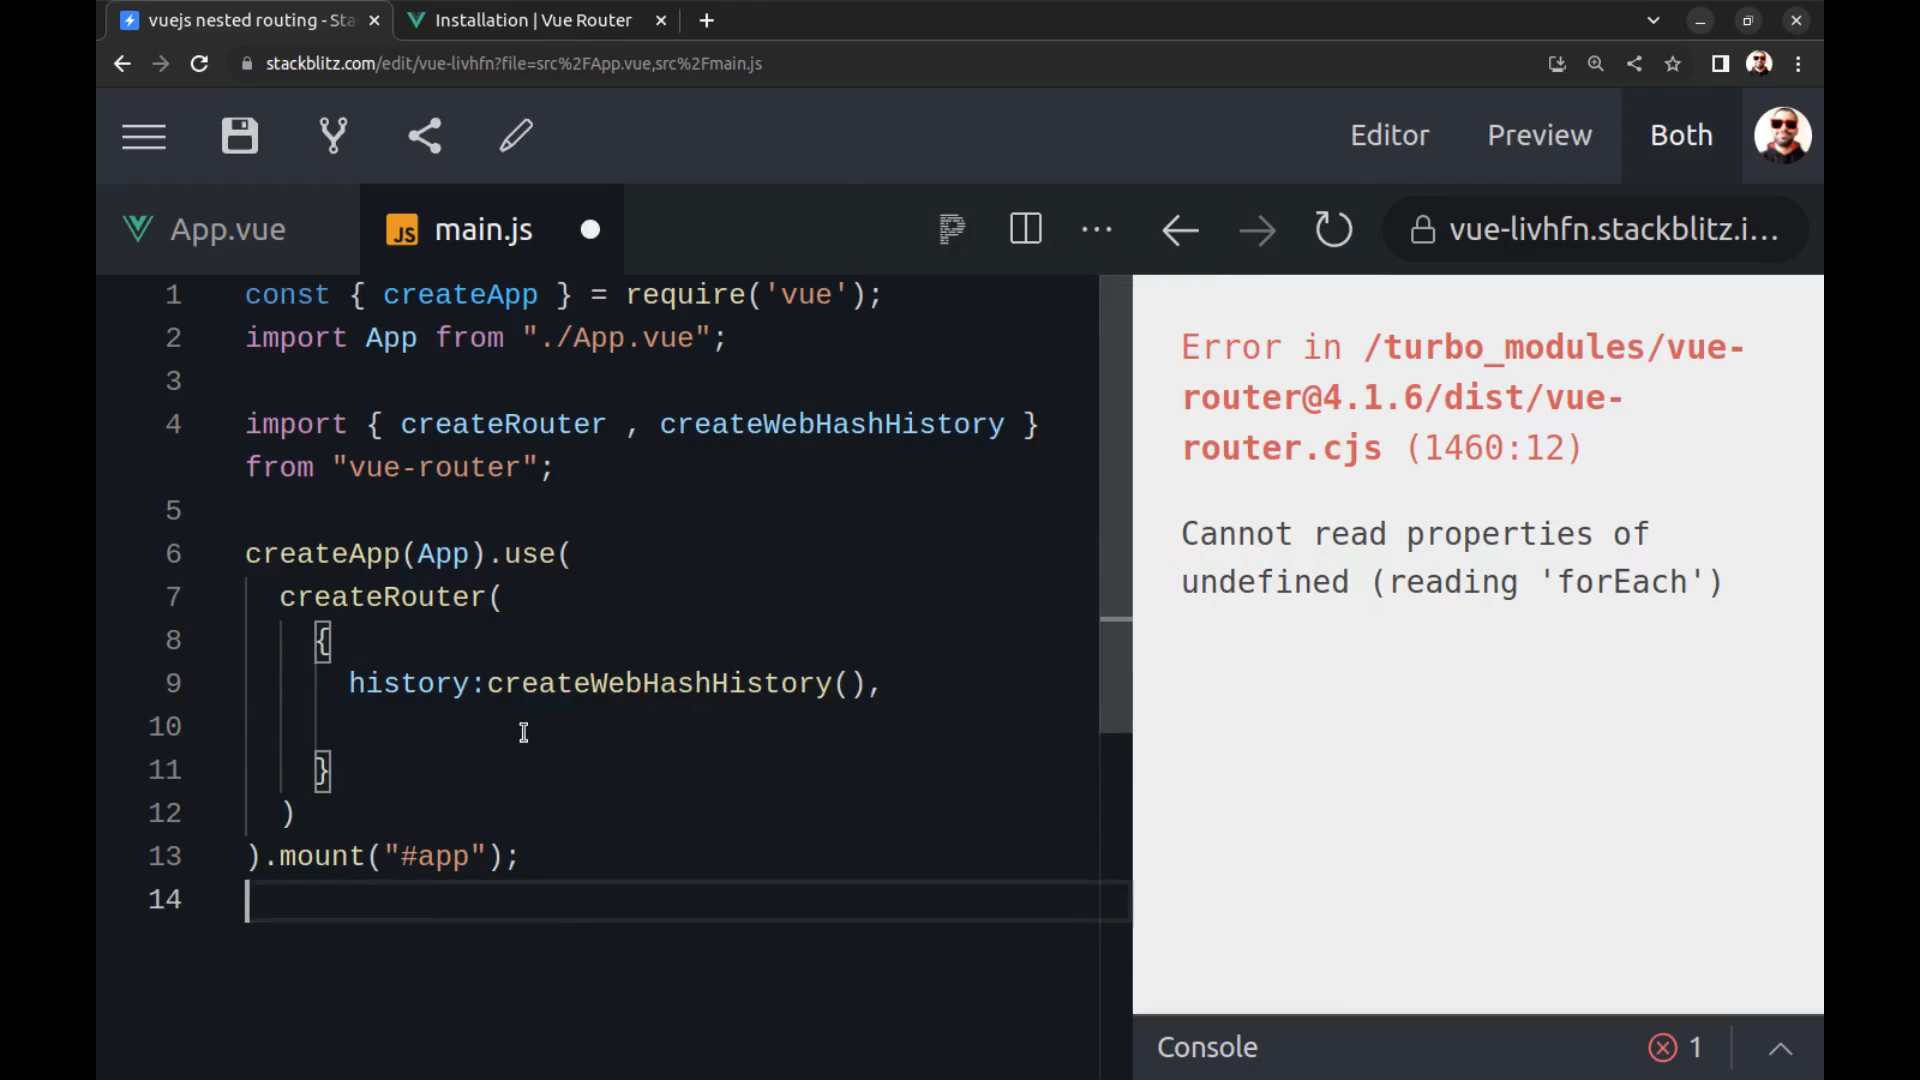 vuejs nested routing - Sta
Installation | Vue Router
stackblitz.com/edit/vue-livhfn?file=src%2FApp.vue,src%2Fmain.js
Editor
Preview
Both
App.vue
JS main.js
vue-livhfn.stackblitz.i...
1 const { createApp } = require('vue');
2 import App from "./App.vue";
3
4 import { createRouter , createWebHashHistory }
from "vue-router";
5
6 createApp(App).use(
7 createRouter(
8 {
9 history:createWebHashHistory(),
10
11 }
12 )
13 ).mount("#app");
14
Error in /turbo_modules/vue-
router@4.1.6/dist/vue-
router.cjs (1460:12)
Cannot read properties of
undefined (reading 'forEach')
Console
1